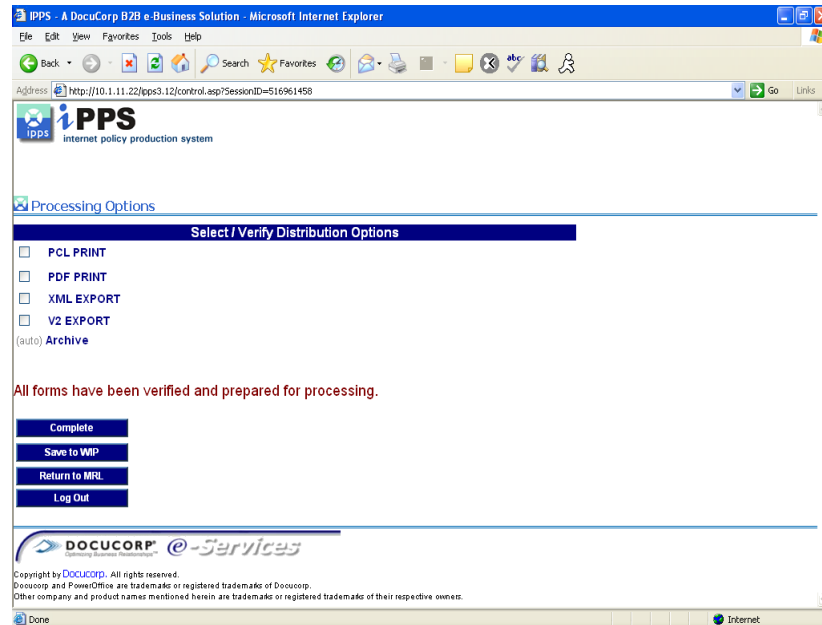 IPPS - A DocuCorp B2B e-Business Solution - Microsoft Internet Explorer
File Edit View Favorites Tools Help
Back Search Favorites abc
Address http://10.1.11.22/ipps3.12/control.asp?SessionID=516961458 Go Links
ipps iPPS
internet policy production system
Processing Options
Select / Verify Distribution Options
PCL PRINT
PDF PRINT
XML EXPORT
V2 EXPORT
(auto) Archive
All forms have been verified and prepared for processing.
Complete
Save to WIP
Return to MRL
Log Out
DOCUCORP @-Services
Optimizing Business Relationships
Copyright by Docucorp. All rights reserved.
Docucorp and PowerOffice are trademarks or registered trademarks of Docucorp.
Other company and product names mentioned herein are trademarks or registered trademarks of their respective owners.
Done Internet